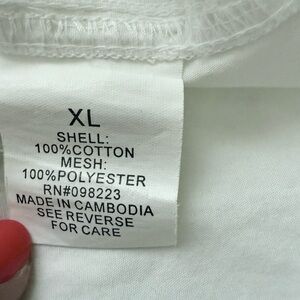 XL
SHELL:
100%COTTON
MESH:
100%POLYESTER
RN#098223
MADE IN CAMBODIA
SEE REVERSE
FOR CARE